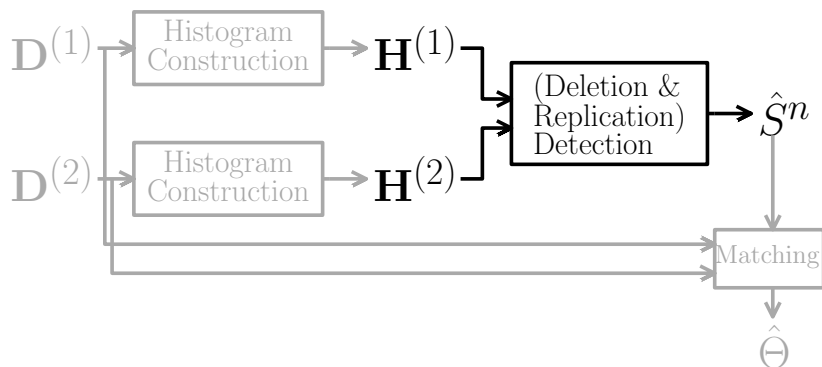 D(1)
Histogram
Construction
H(1)
(Deletion &
Replication)
Detection
Ŝn
D(2)
Histogram
Construction
H(2)
Matching
Θ̂